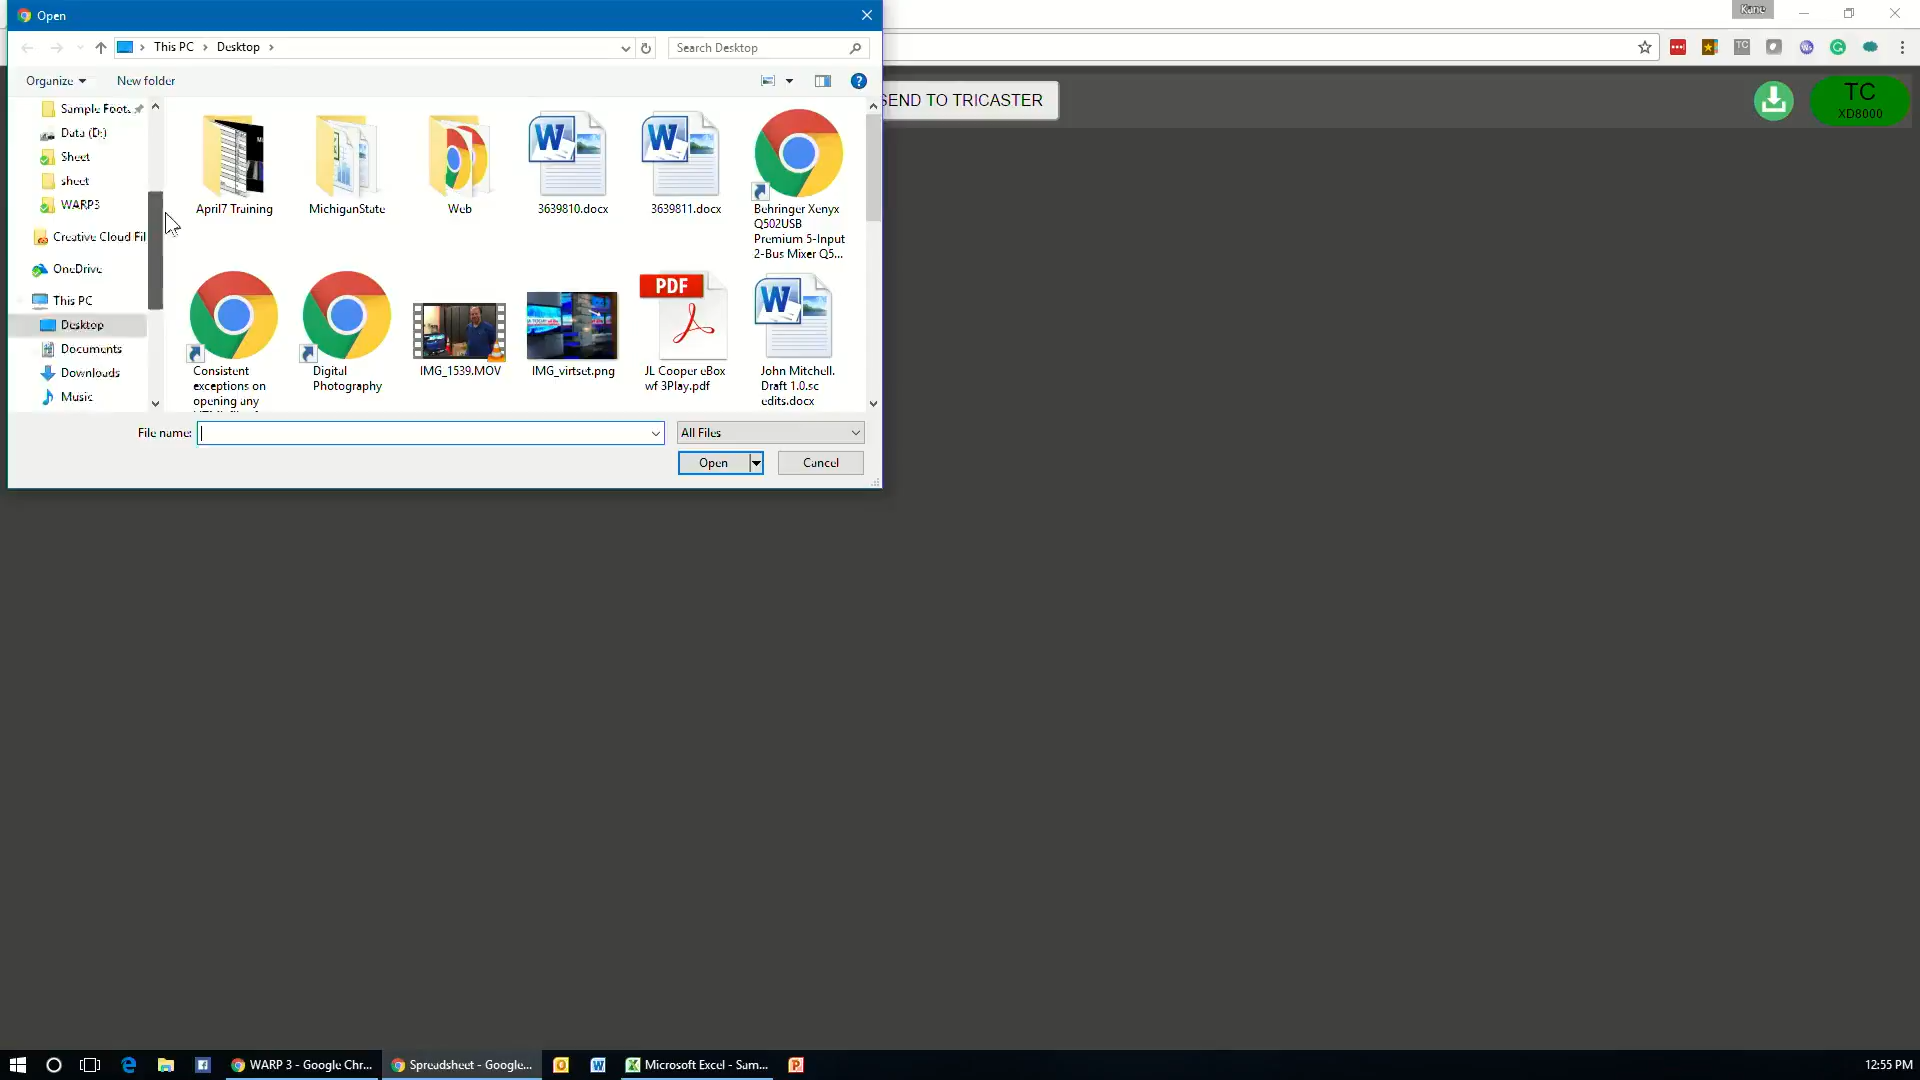 Open
Kane
This PC
Desktop
Search Desktop
Organize
New folder
SEND TO TRICASTER
TC
XD8000
Sample Foot
Data (D:)
Sheet
sheet
WARP3
Creative Cloud Fil
OneDrive
This PC
Desktop
Documents
Downloads
Music
April7 Training
MichiganState
Web
3639810.docx
3639811.docx
Behringer Xenyx
Q502USB
Premium 5-Input
2-Bus Mixer Q5...
Consistent
exceptions on
opening any
Digital
Photography
IMG_1539.MOV
IMG_virtset.png
PDF
JL Cooper eBox
wf 3Play.pdf
John Mitchell.
Draft 1.0.sc
edits.docx
File name:
All Files
Open
Cancel
WARP 3 - Google Chr...
Spreadsheet - Google...
Microsoft Excel - Sam...
12:55 PM